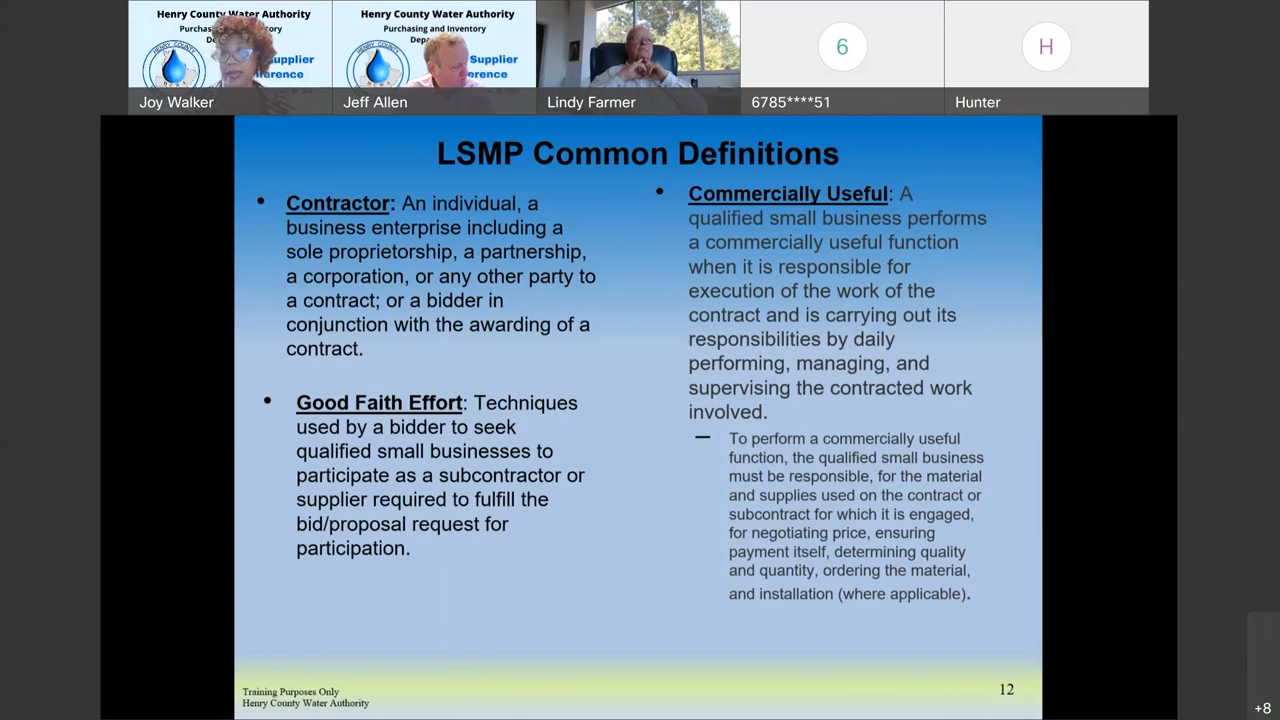 Henry County Water Authority
Purchasing and Inventory
Supplier
HENRY COUNTY
Joy Walker
Henry County Water Authority
Purchasing and Inventory
Supplier
HENRY COUNTY
Jeff Allen
Lindy Farmer
6
6785****51
H
Hunter
LSMP Common Definitions
• Contractor: An individual, a
business enterprise including a
sole proprietorship, a partnership,
a corporation, or any other party to
a contract; or a bidder in
conjunction with the awarding of a
contract.
• Good Faith Effort: Techniques
used by a bidder to seek
qualified small businesses to
participate as a subcontractor or
supplier required to fulfill the
bid/proposal request for
participation.
• Commercially Useful: A
qualified small business performs
a commercially useful function
when it is responsible for
execution of the work of the
contract and is carrying out its
responsibilities by daily
performing, managing, and
supervising the contracted work
involved.
– To perform a commercially useful
function, the qualified small business
must be responsible, for the material
and supplies used on the contract or
subcontract for which it is engaged,
for negotiating price, ensuring
payment itself, determining quality
and quantity, ordering the material,
and installation (where applicable).
Training Purposes Only
Henry County Water Authority
12
+8